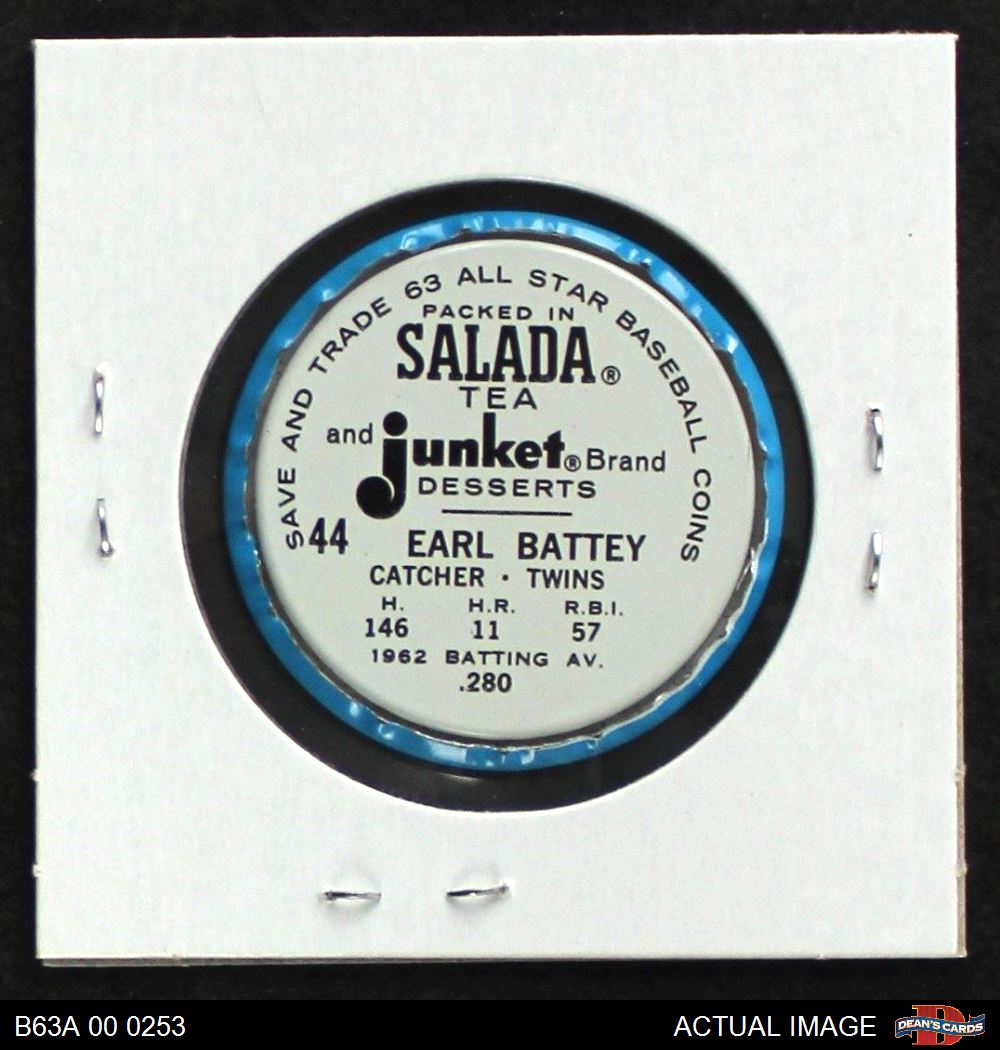 SAVE AND TRADE 63 ALL STAR BASEBALL COINS
PACKED IN
SALADA®
TEA
and junket® Brand
DESSERTS
44 EARL BATTEY
CATCHER · TWINS
H. H.R. R.B.I.
146 11 57
1962 BATTING AV.
.280
B63A 00 0253 ACTUAL IMAGE
D
DEAN'S CARDS